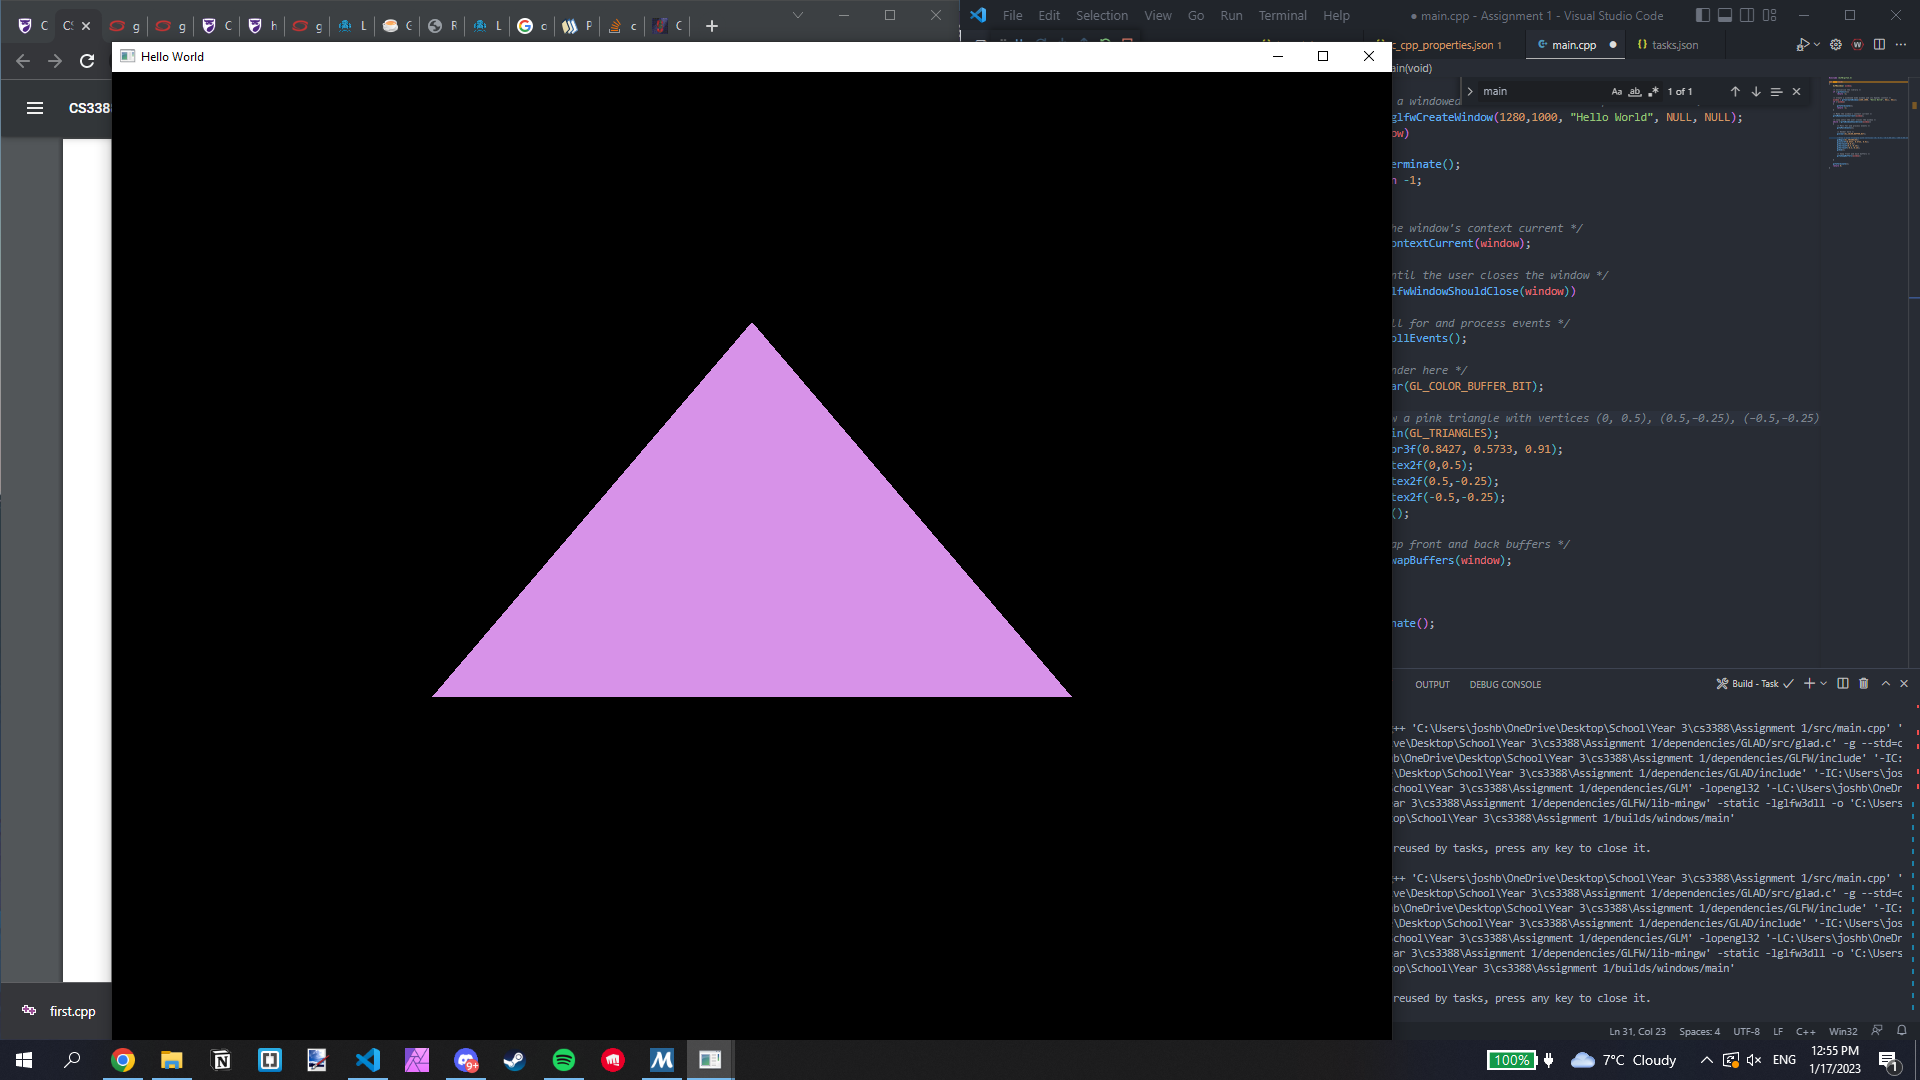 File Edit Selection View Go Run Terminal Help
● main.cpp - Assignment 1 - Visual Studio Code
Hello World
c_cpp_properties.json 1
main.cpp ●
tasks.json
ain(void)
CS338
main
Aa ab 1 of 1
a windowed
glfwCreateWindow(1280,1000, "Hello World", NULL, NULL);
ow)
erminate();
n -1;
he window's context current */
ontextCurrent(window);
ntil the user closes the window */
lfwWindowShouldClose(window))
ll for and process events */
ollEvents();
nder here */
ar(GL_COLOR_BUFFER_BIT);
w a pink triangle with vertices (0, 0.5), (0.5,−0.25), (−0.5,−0.25)
in(GL_TRIANGLES);
or3f(0.8427, 0.5733, 0.91);
tex2f(0,0.5);
tex2f(0.5,-0.25);
tex2f(-0.5,-0.25);
();
ap front and back buffers */
wapBuffers(window);
nate();
OUTPUT DEBUG CONSOLE
Build - Task
g++ 'C:\Users\joshb\OneDrive\Desktop\School\Year 3\cs3388\Assignment 1/src/main.cpp' '
ve\Desktop\School\Year 3\cs3388\Assignment 1/dependencies/GLAD/src/glad.c' -g --std=c
b\OneDrive\Desktop\School\Year 3\cs3388\Assignment 1/dependencies/GLFW/include' '-IC:
\Desktop\School\Year 3\cs3388\Assignment 1/dependencies/GLAD/include' '-IC:\Users\jos
chool\Year 3\cs3388\Assignment 1/dependencies/GLM' -lopengl32 '-LC:\Users\joshb\OneDr
ar 3\cs3388\Assignment 1/dependencies/GLFW/lib-mingw' -static -lglfw3dll -o 'C:\Users
op\School\Year 3\cs3388\Assignment 1/builds/windows/main'
reused by tasks, press any key to close it.
g++ 'C:\Users\joshb\OneDrive\Desktop\School\Year 3\cs3388\Assignment 1/src/main.cpp' '
ve\Desktop\School\Year 3\cs3388\Assignment 1/dependencies/GLAD/src/glad.c' -g --std=c
b\OneDrive\Desktop\School\Year 3\cs3388\Assignment 1/dependencies/GLFW/include' '-IC:
\Desktop\School\Year 3\cs3388\Assignment 1/dependencies/GLAD/include' '-IC:\Users\jos
chool\Year 3\cs3388\Assignment 1/dependencies/GLM' -lopengl32 '-LC:\Users\joshb\OneDr
ar 3\cs3388\Assignment 1/dependencies/GLFW/lib-mingw' -static -lglfw3dll -o 'C:\Users
op\School\Year 3\cs3388\Assignment 1/builds/windows/main'
reused by tasks, press any key to close it.
first.cpp
Ln 31, Col 23 Spaces: 4 UTF-8 LF C++ Win32
100% 7°C Cloudy ENG
12:55 PM
1/17/2023